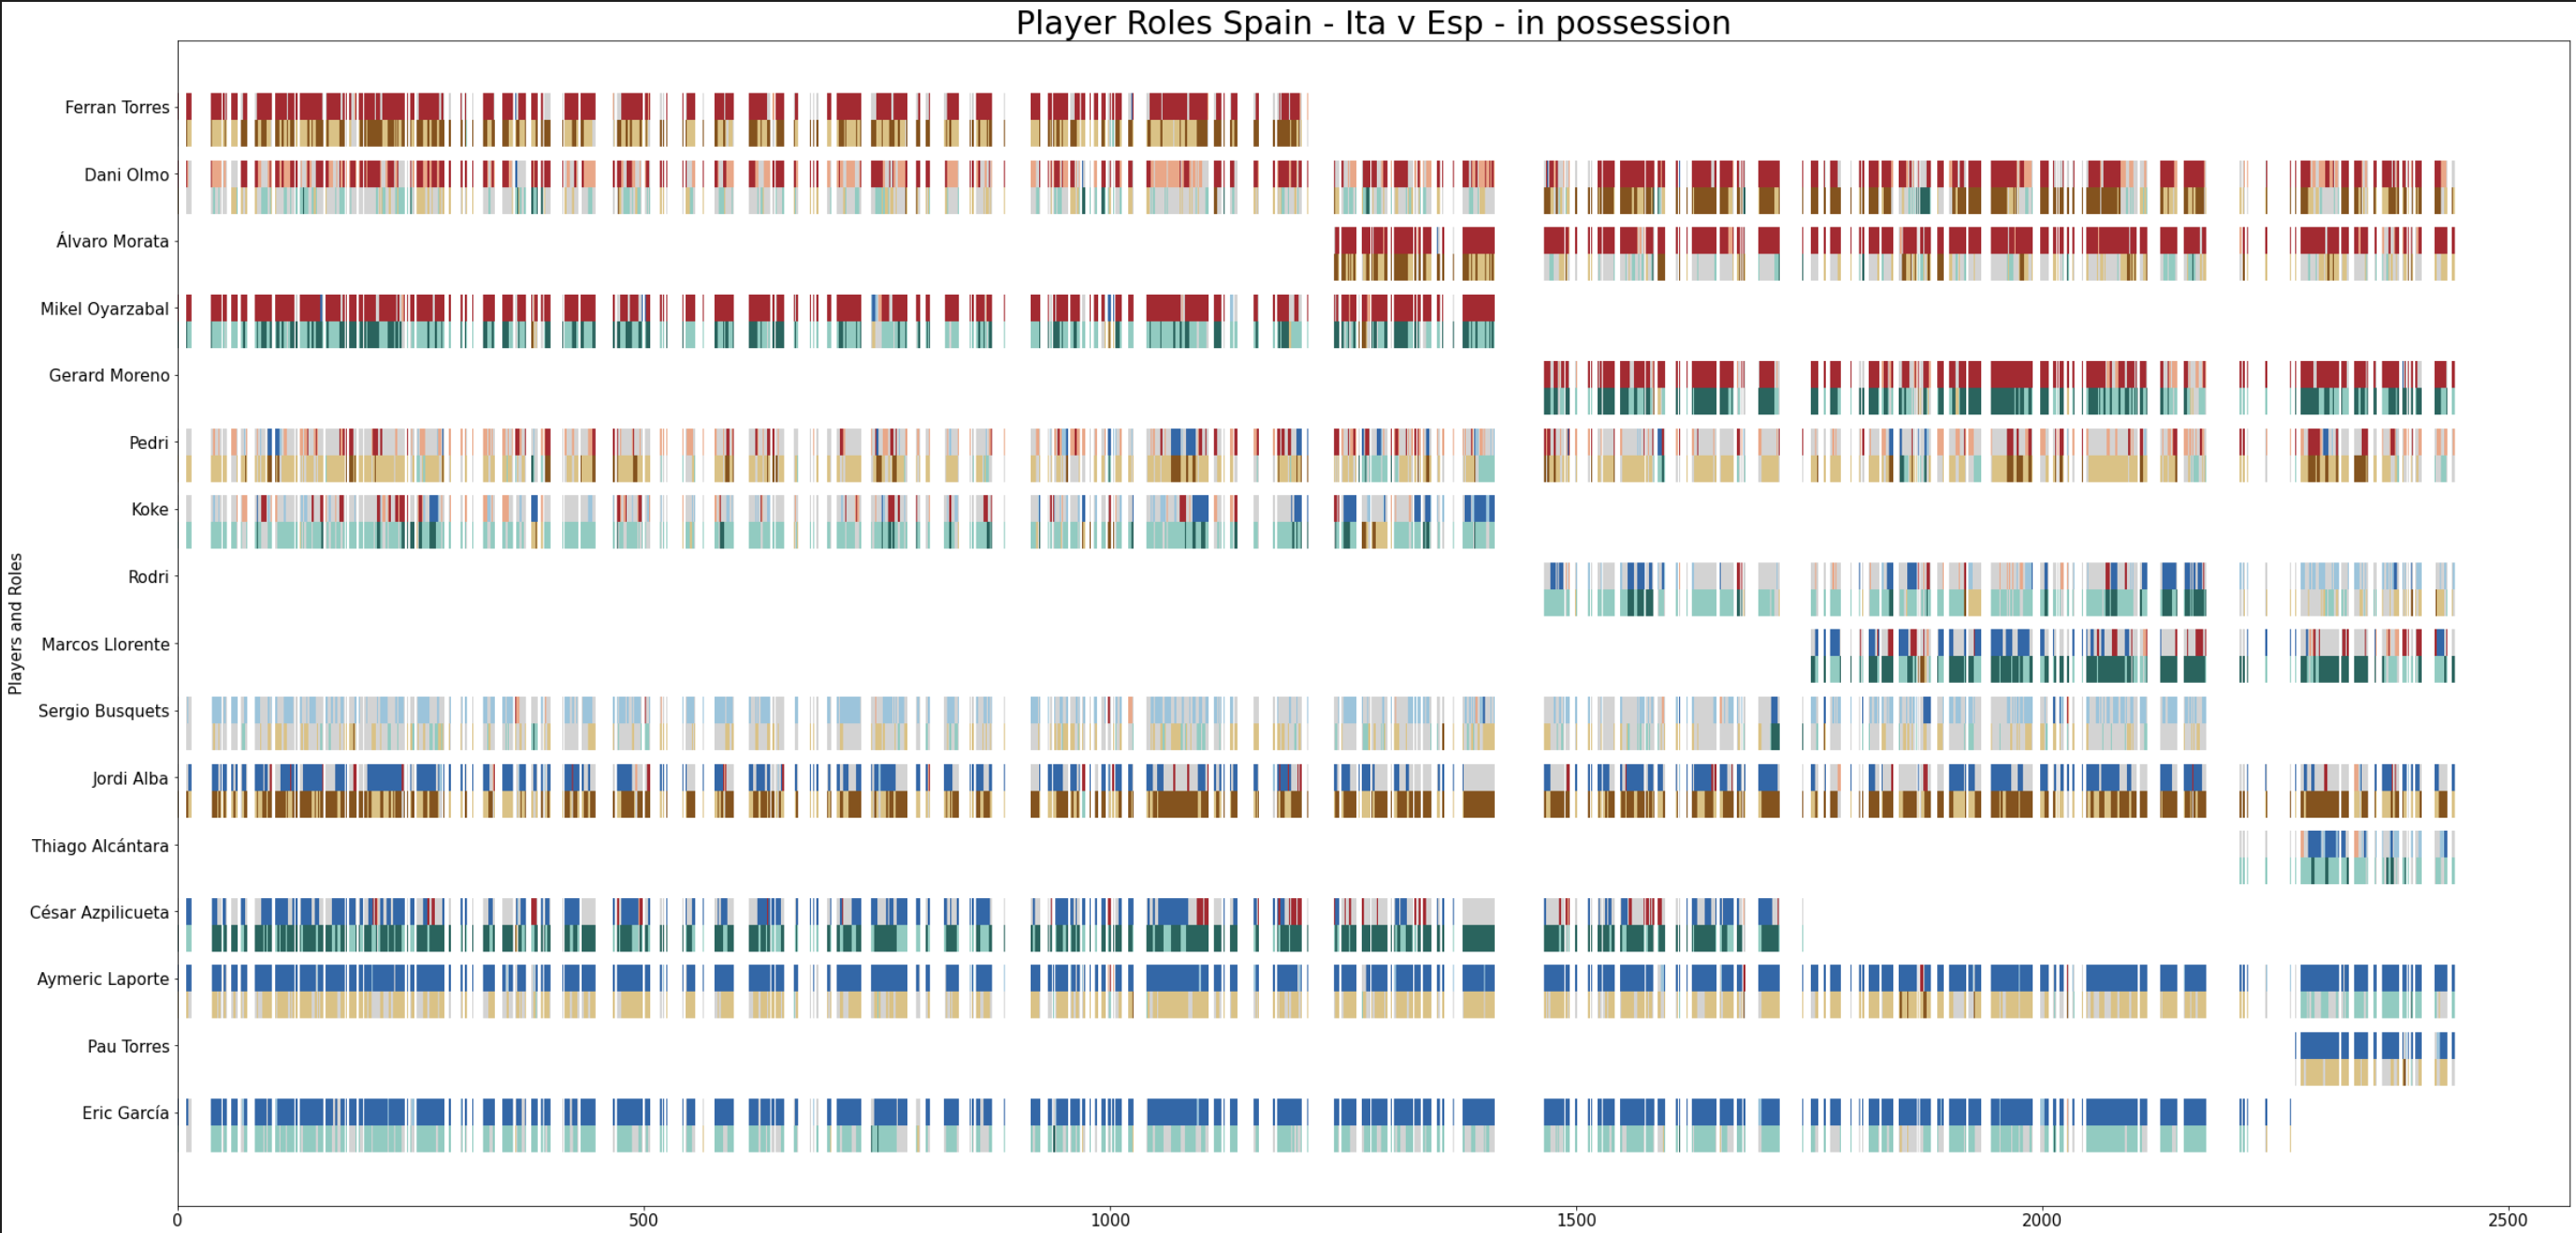 Player Roles Spain - Ita v Esp - in possession
Players and Roles
Ferran Torres
Dani Olmo
Álvaro Morata
Mikel Oyarzabal
Gerard Moreno
Pedri
Koke
Rodri
Marcos Llorente
Sergio Busquets
Jordi Alba
Thiago Alcántara
César Azpilicueta
Aymeric Laporte
Pau Torres
Eric García
0 500 1000 1500 2000 2500